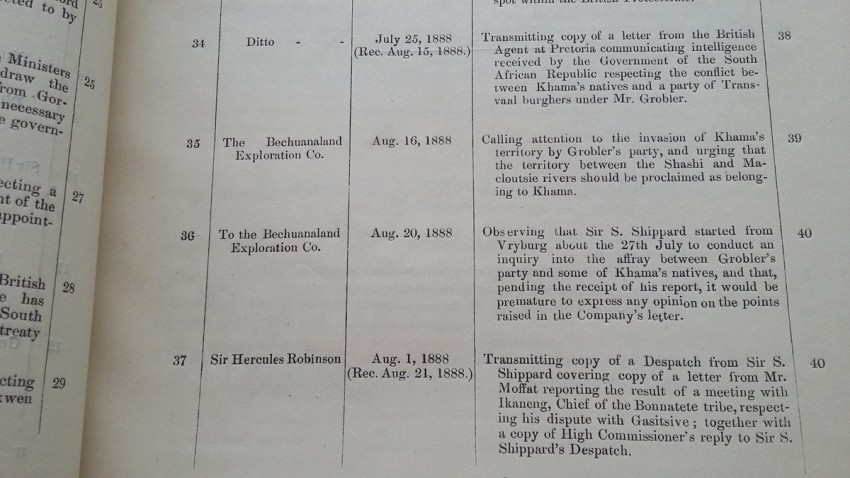 cted to by
Ministers
draw the
rom Gor-
necessary
e govern-
25
ecting a
nt of the
appoint-
27
British
e has
South
treaty
28
cting
kwen
29
spot within the British Protectorate.
34
Ditto - -
July 25, 1888
(Rec. Aug. 15, 1888.)
Transmitting copy of a letter from the British
Agent at Pretoria communicating intelligence
received by the Government of the South
African Republic respecting the conflict be-
tween Khama's natives and a party of Trans-
vaal burghers under Mr. Grobler.
38
35
The Bechuanaland
Exploration Co.
Aug. 16, 1888
Calling attention to the invasion of Khama's
territory by Grobler's party, and urging that
the territory between the Shashi and Ma-
cloutsie rivers should be proclaimed as belong-
ing to Khama.
39
36
To the Bechuanaland
Exploration Co.
Aug. 20, 1888
Observing that Sir S. Shippard started from
Vryburg about the 27th July to conduct an
inquiry into the affray between Grobler's
party and some of Khama's natives, and that,
pending the receipt of his report, it would be
premature to express any opinion on the points
raised in the Company's letter.
40
37
Sir Hercules Robinson
Aug. 1, 1888
(Rec. Aug. 21, 1888.)
Transmitting copy of a Despatch from Sir S.
Shippard covering copy of a letter from Mr.
Moffat reporting the result of a meeting with
Ikaneng, Chief of the Bonnatete tribe, respect-
ing his dispute with Gasitsive; together with
a copy of High Commissioner's reply to Sir S.
Shippard's Despatch.
40